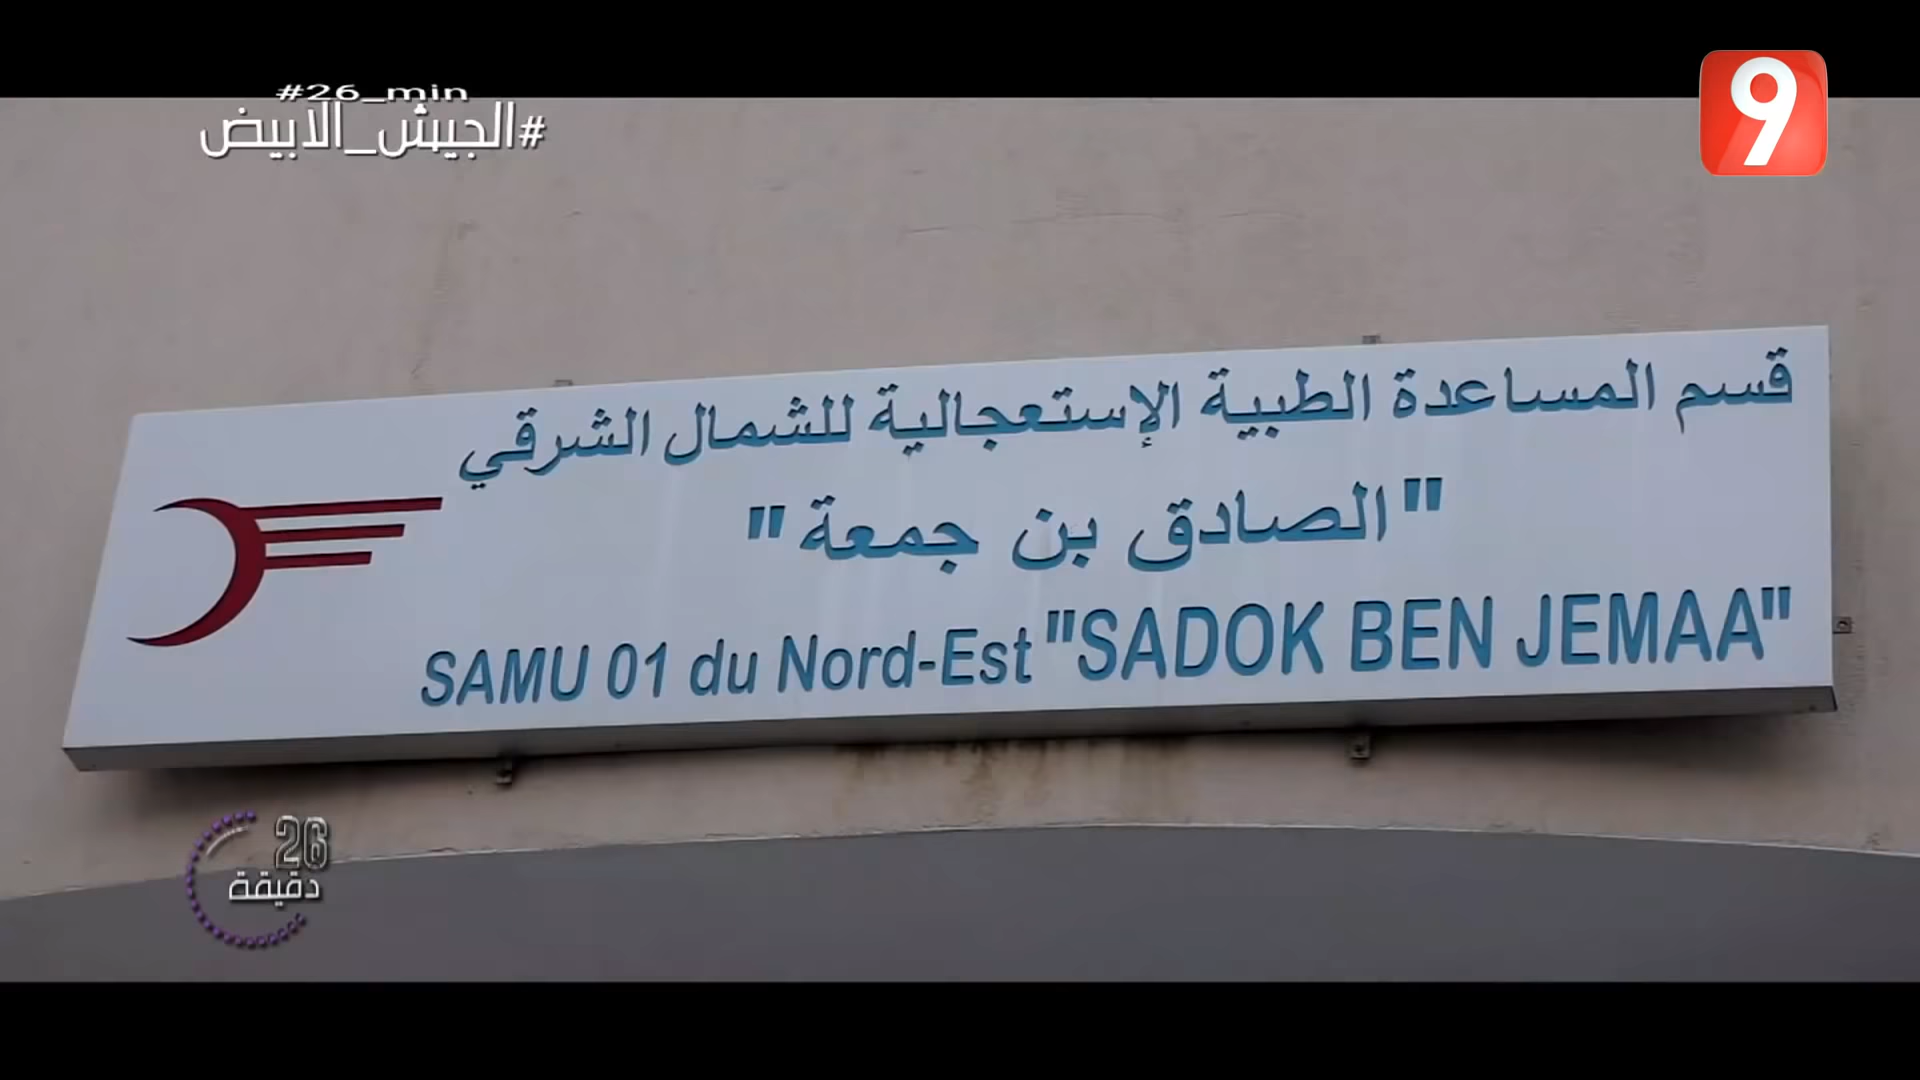 #26_min
#الجيش_الابيض
9
قسم المساعدة الطبية الإستعجالية للشمال الشرقي
"الصادق بن جمعة"
SAMU 01 du Nord-Est "SADOK BEN JEMAA"
26
دقيقة